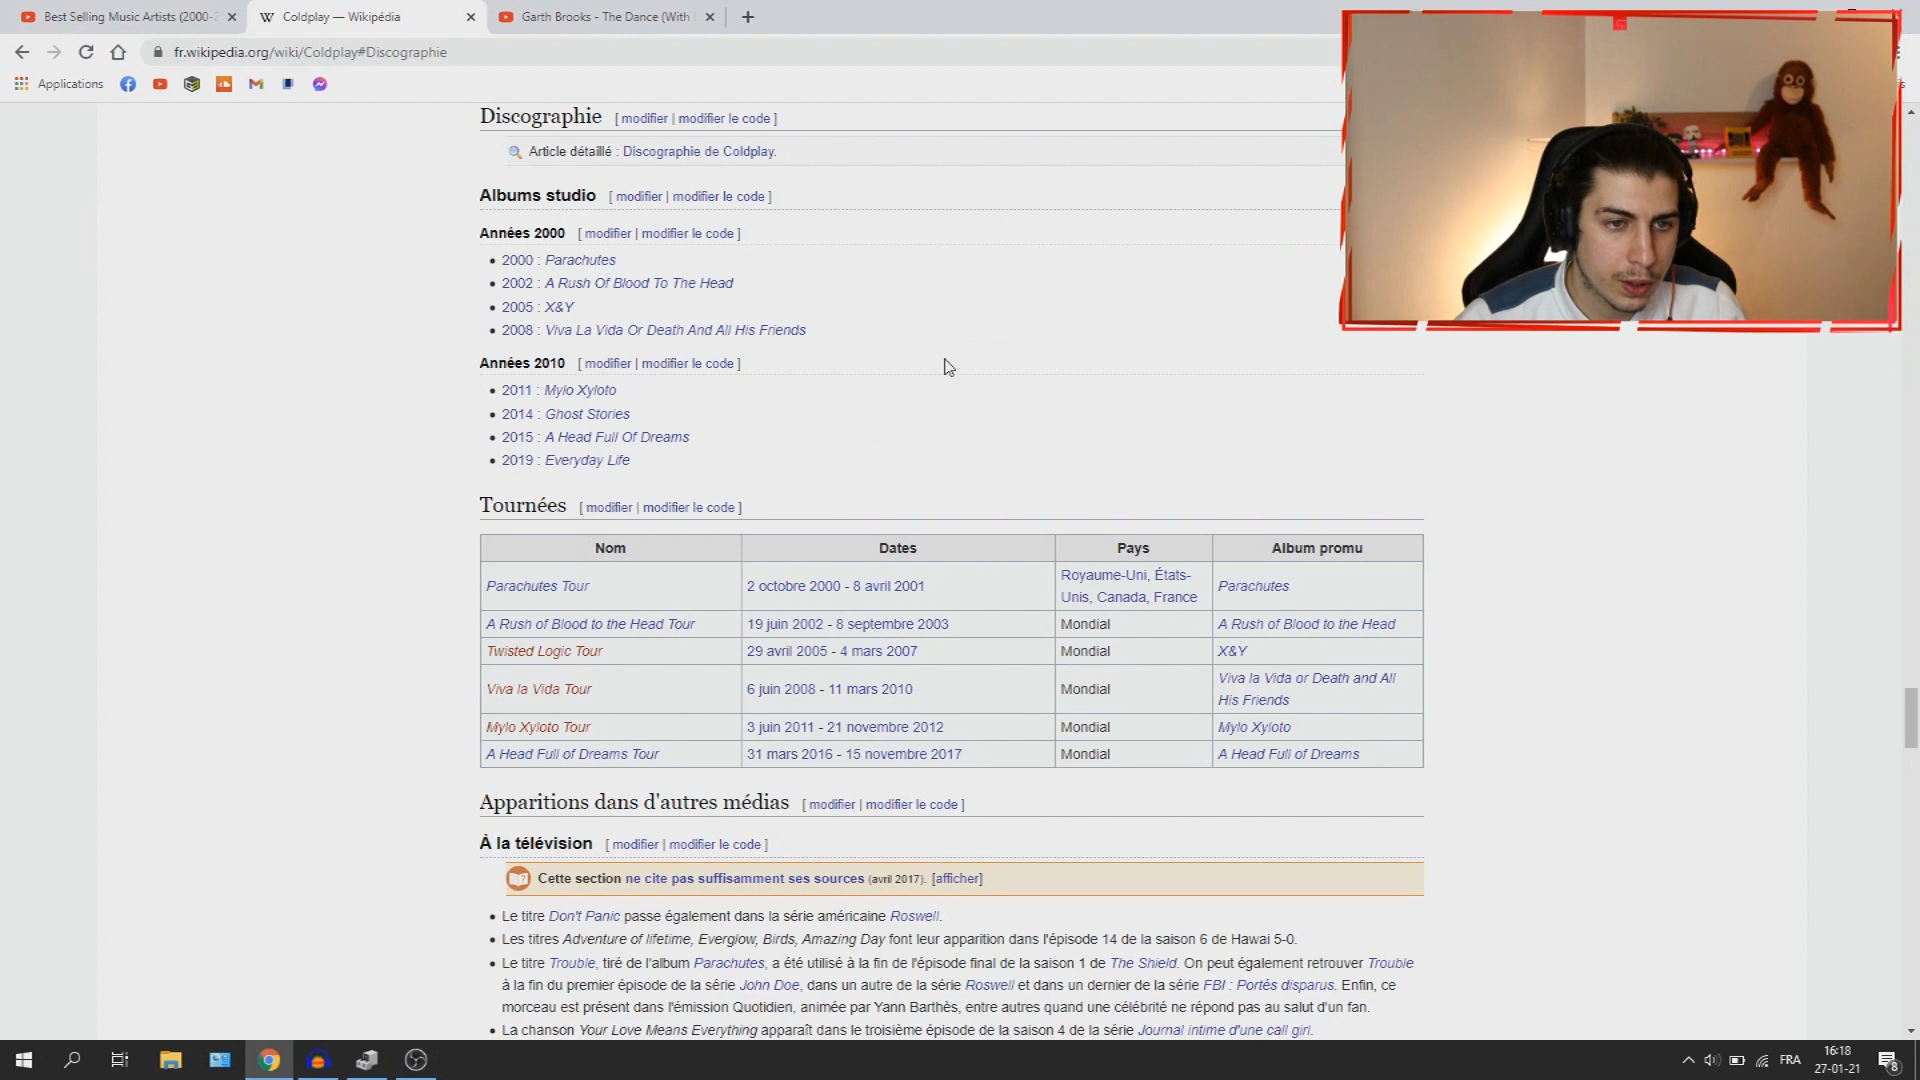 Best Selling Music Artists (2000-
Coldplay — Wikipédia
Garth Brooks - The Dance (With
fr.wikipedia.org/wiki/Coldplay#Discographie
Applications
Discographie [ modifier | modifier le code ]
Article détaillé : Discographie de Coldplay.
Albums studio [ modifier | modifier le code ]
Années 2000 [ modifier | modifier le code ]
2000 : Parachutes
2002 : A Rush Of Blood To The Head
2005 : X&Y
2008 : Viva La Vida Or Death And All His Friends
Années 2010 [ modifier | modifier le code ]
2011 : Mylo Xyloto
2014 : Ghost Stories
2015 : A Head Full Of Dreams
2019 : Everyday Life
Tournées [ modifier | modifier le code ]
Nom Dates Pays Album promu
Parachutes Tour 2 octobre 2000 - 8 avril 2001 Royaume-Uni, États-
Unis, Canada, France Parachutes
A Rush of Blood to the Head Tour 19 juin 2002 - 8 septembre 2003 Mondial A Rush of Blood to the Head
Twisted Logic Tour 29 avril 2005 - 4 mars 2007 Mondial X&Y
Viva la Vida Tour 6 juin 2008 - 11 mars 2010 Mondial Viva la Vida or Death and All
His Friends
Mylo Xyloto Tour 3 juin 2011 - 21 novembre 2012 Mondial Mylo Xyloto
A Head Full of Dreams Tour 31 mars 2016 - 15 novembre 2017 Mondial A Head Full of Dreams
Apparitions dans d'autres médias [ modifier | modifier le code ]
À la télévision [ modifier | modifier le code ]
Cette section ne cite pas suffisamment ses sources (avril 2017). [afficher]
Le titre Don't Panic passe également dans la série américaine Roswell.
Les titres Adventure of lifetime, Everglow, Birds, Amazing Day font leur apparition dans l'épisode 14 de la saison 6 de Hawai 5-0.
Le titre Trouble, tiré de l'album Parachutes, a été utilisé à la fin de l'épisode final de la saison 1 de The Shield. On peut également retrouver Trouble
à la fin du premier épisode de la série John Doe, dans un autre de la série Roswell et dans un dernier de la série FBI : Portés disparus. Enfin, ce
morceau est présent dans l'émission Quotidien, animée par Yann Barthès, entre autres quand une célébrité ne répond pas au salut d'un fan.
La chanson Your Love Means Everything apparaît dans le troisième épisode de la saison 4 de la série Journal intime d'une call girl.
FRA
16:18
27-01-21
8